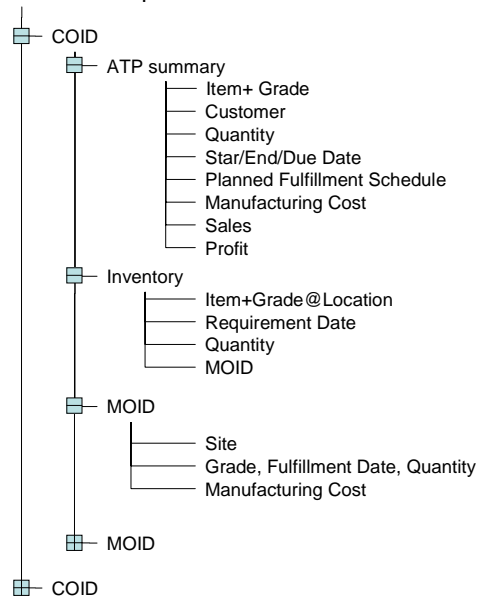 COID
ATP summary
Item+ Grade
Customer
Quantity
Star/End/Due Date
Planned Fulfillment Schedule
Manufacturing Cost
Sales
Profit
Inventory
Item+Grade@Location
Requirement Date
Quantity
MOID
MOID
Site
Grade, Fulfillment Date, Quantity
Manufacturing Cost
MOID
COID